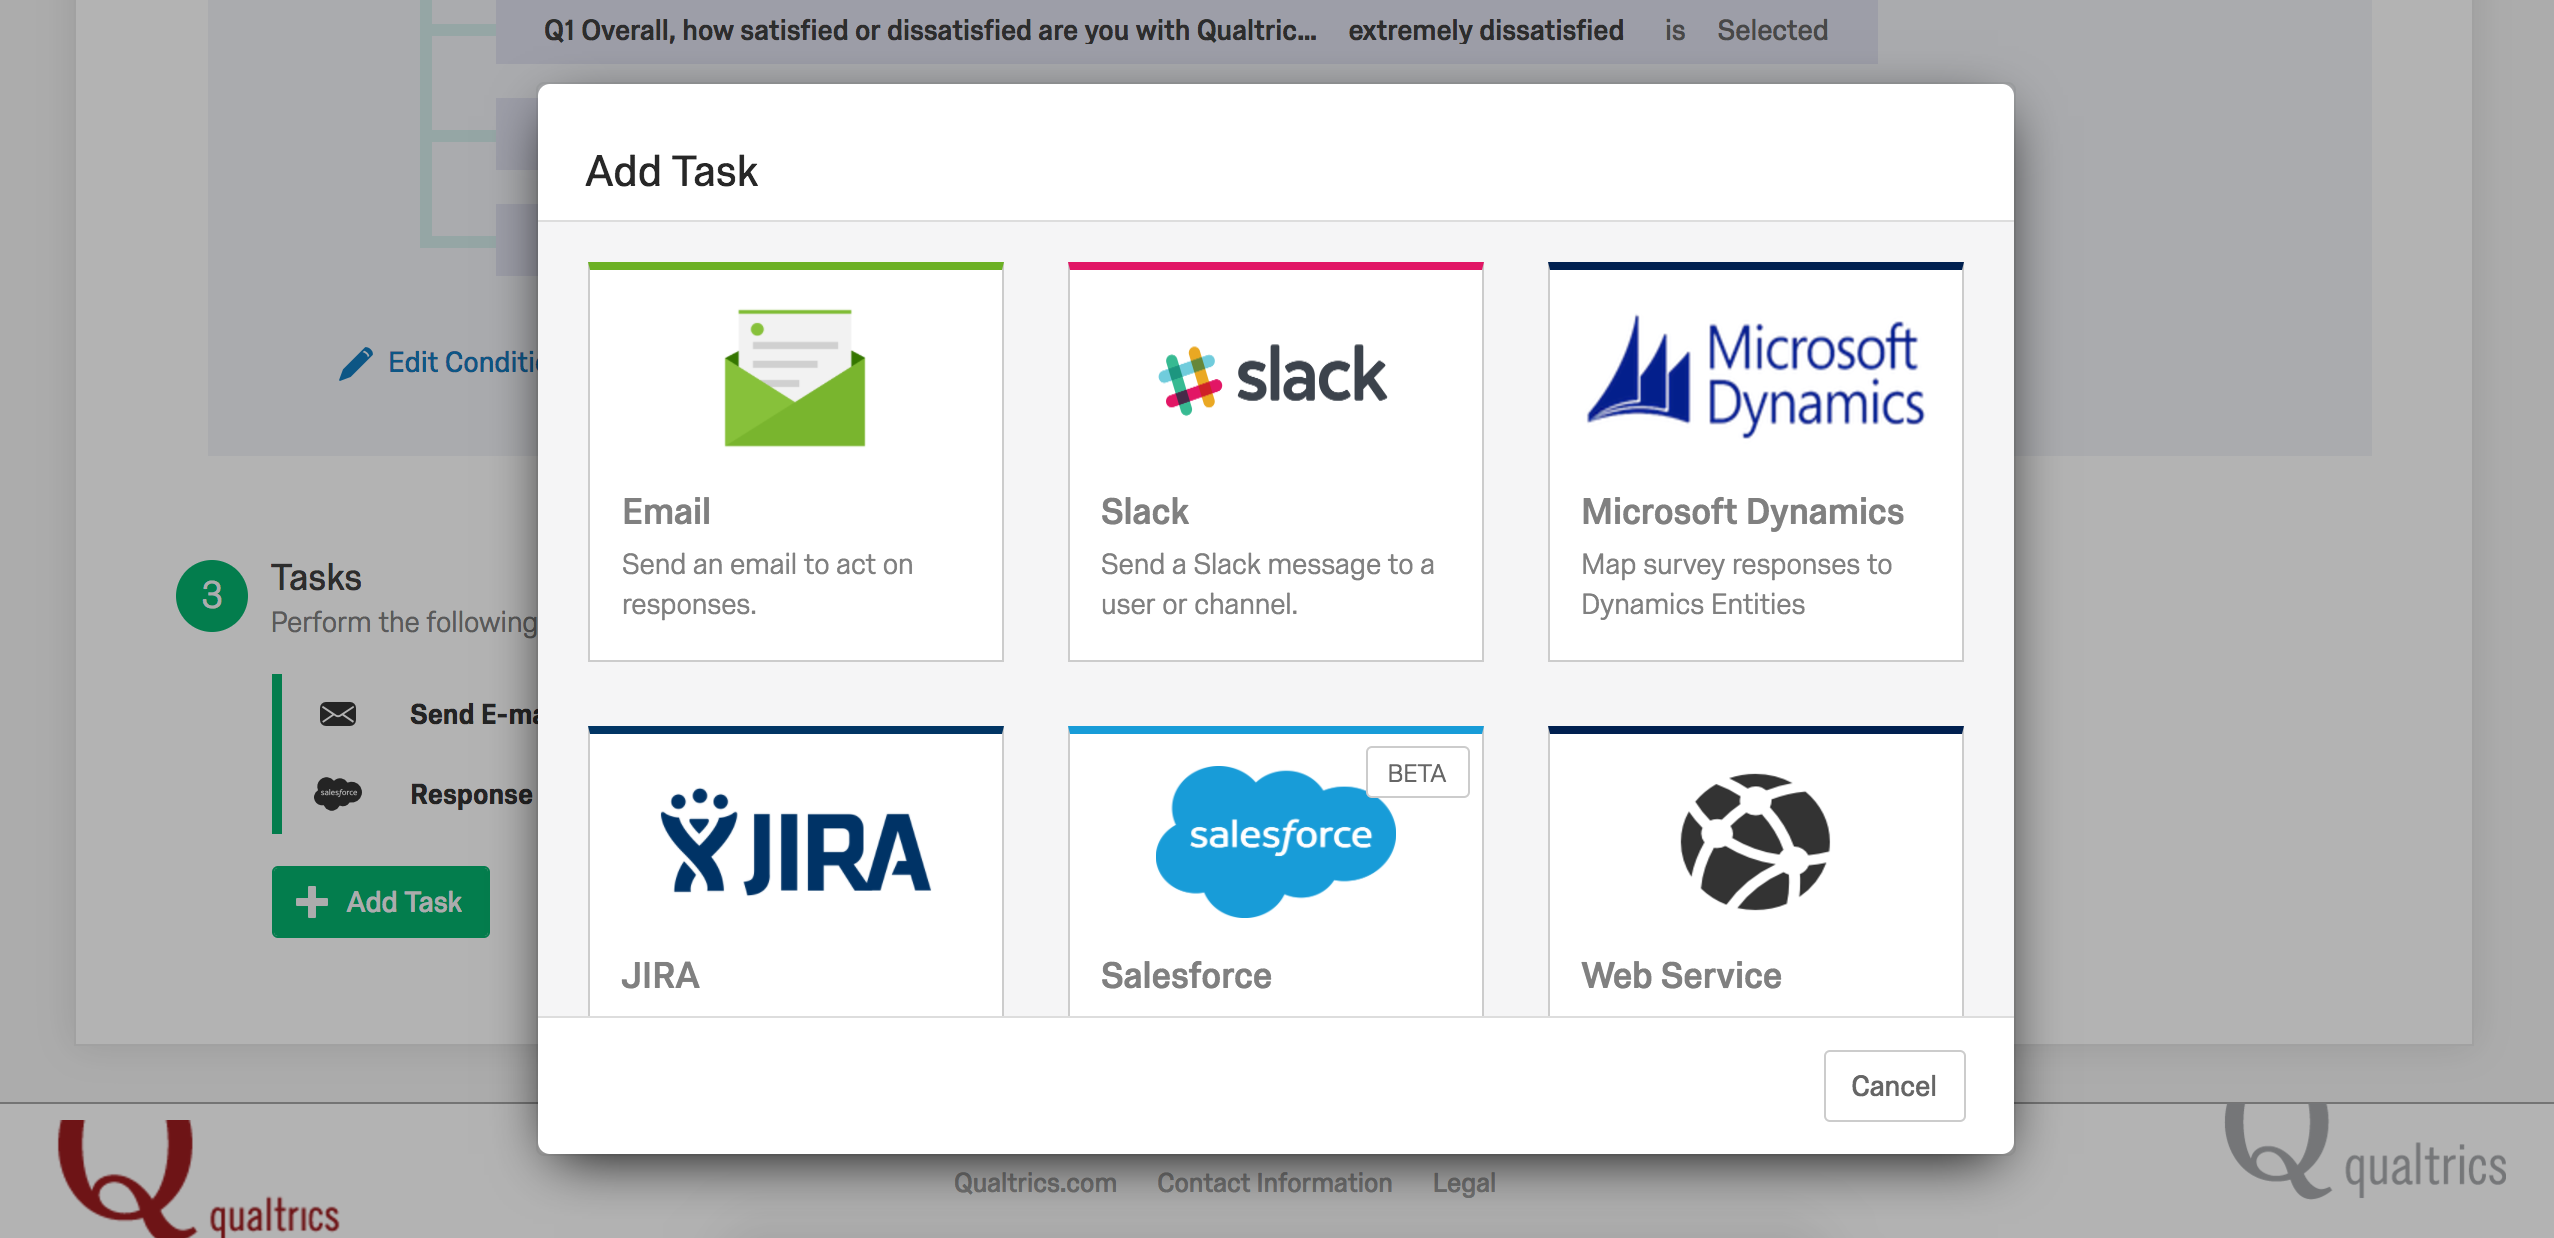 Q1 Overall, how satisfied or dissatisfied are you with Qualtric... extremely dissatisfied is Selected
Add Task
Edit Conditi
Email
Send an email to act on
responses.
slack
Slack
Send a Slack message to a
user or channel.
Microsoft
Dynamics
Microsoft Dynamics
Map survey responses to
Dynamics Entities
3
Tasks
Perform the following
Send E-ma
salesforce
Response
Add Task
JIRA
JIRA
BETA
salesforce
Salesforce
Web Service
Cancel
Q qualtrics
Qualtrics.com Contact Information Legal
Q qualtrics